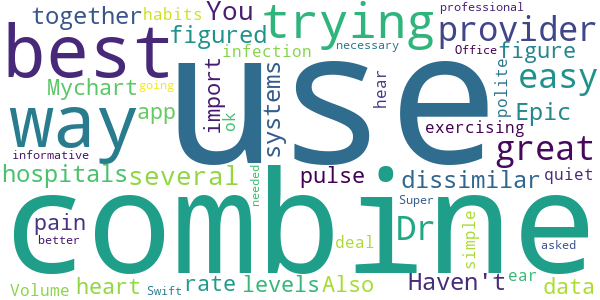 together habits You trying professional
best figured provider
infection necessary Office figure
Mychart app import use systems hear polite easy
way ok Epic
going exercising great
informative
hospitals several pulse dissimilar quiet
needed combine Super
pain Dr simple asked
better deal
Volume heart Swift rate levels Also Haven't ear data